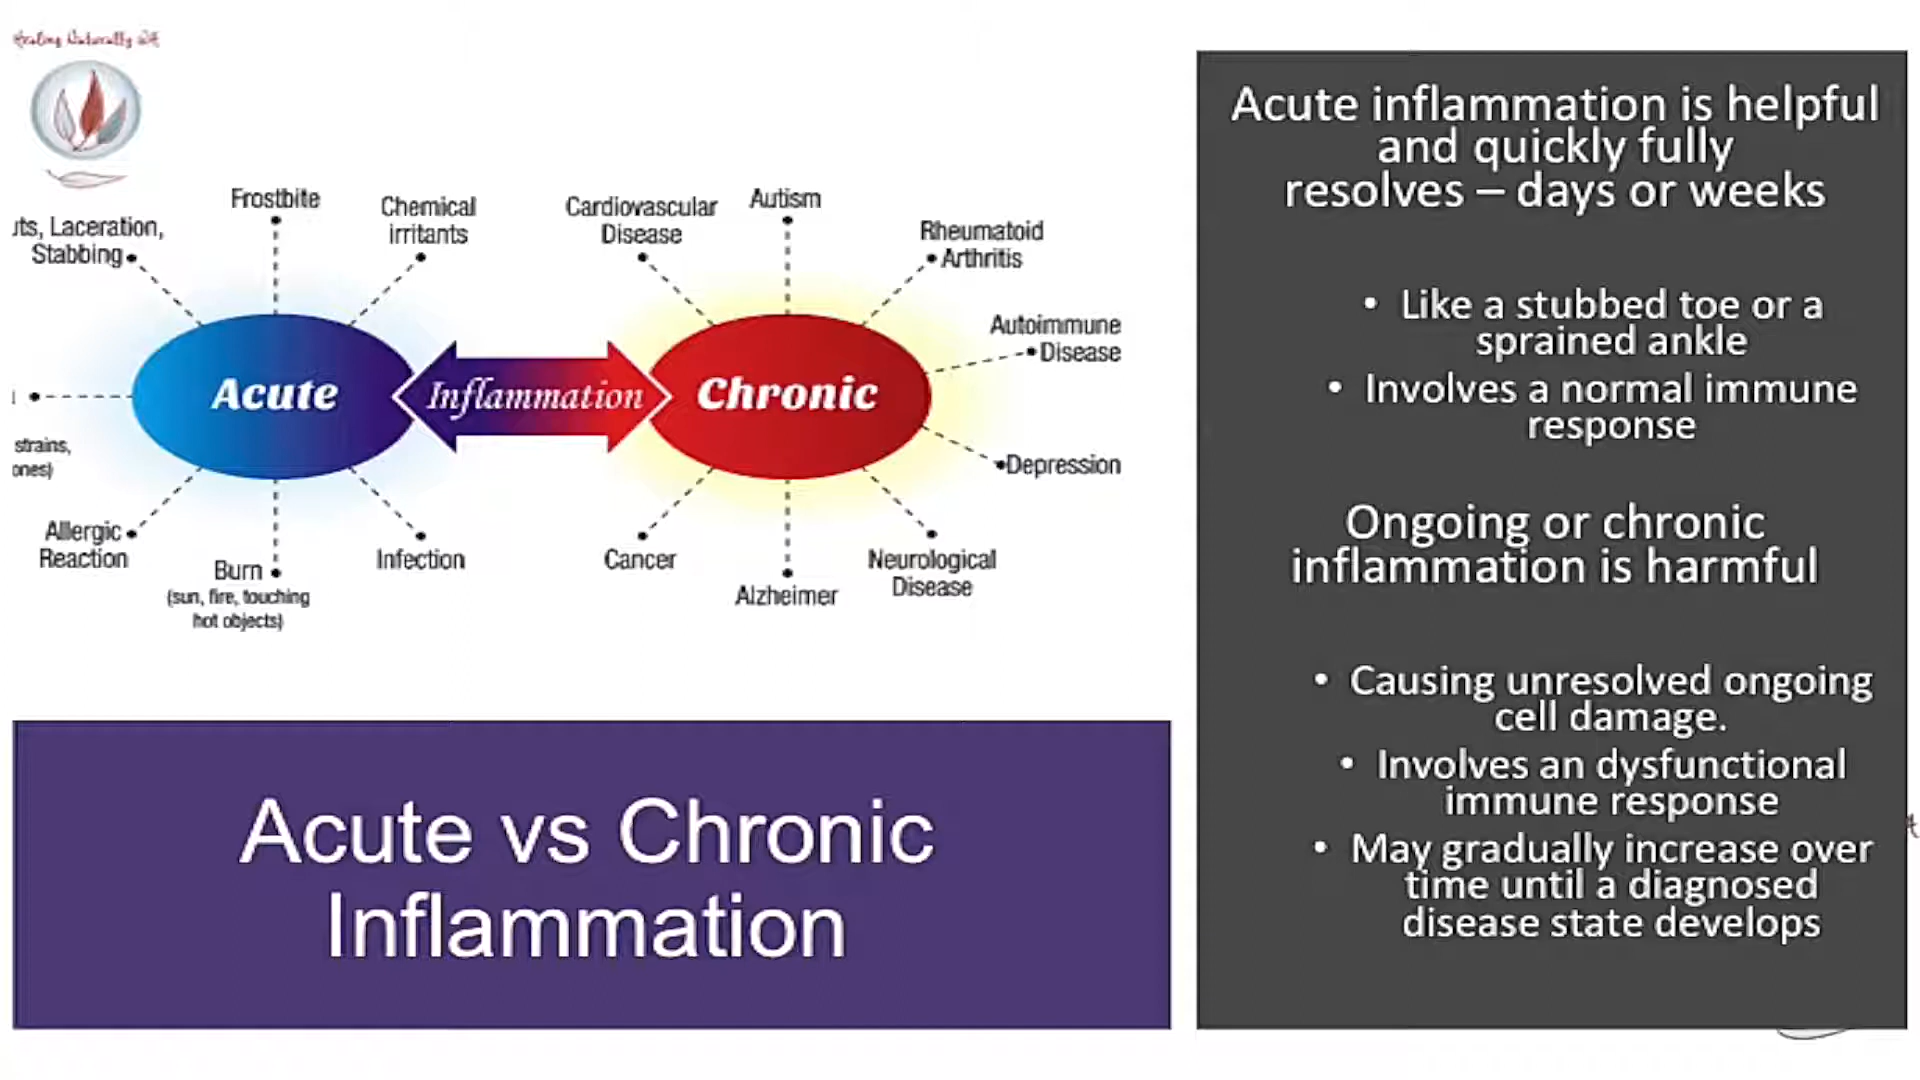 Healing Naturally
Frostbite
Chemical
irritants
Laceration,
Stabbing
Cardiovascular
Disease
Autism
Rheumatoid
Arthritis
Autoimmune
Disease
Acute
Inflammation
Chronic
strains,
Depression
Allergic
Reaction
Burn
(sun, fire, touching
hot objects)
Infection
Cancer
Alzheimer
Neurological
Disease
Acute vs Chronic
Inflammation
Acute inflammation is helpful
and quickly fully
resolves – days or weeks
• Like a stubbed toe or a
sprained ankle
• Involves a normal immune
response
Ongoing or chronic
inflammation is harmful
• Causing unresolved ongoing
cell damage.
• Involves an dysfunctional
immune response
• May gradually increase over
time until a diagnosed
disease state develops